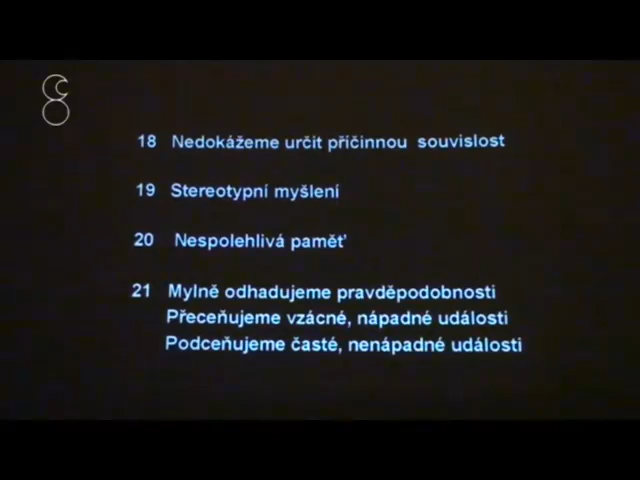 18 Nedokážeme určit příčinnou souvislost
19 Stereotypní myšlení
20 Nespolehlivá paměť
21 Mylně odhadujeme pravděpodobnosti
Přeceňujeme vzácné, nápadné události
Podceňujeme časté, nenápadné události